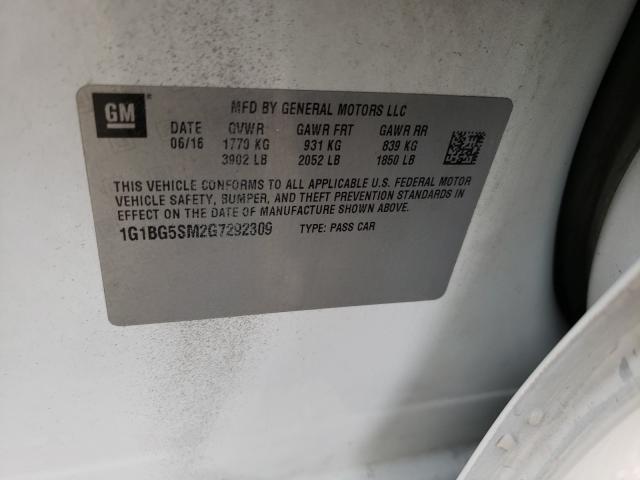 GM
MFD BY GENERAL MOTORS LLC
DATE GVWR GAWR FRT GAWR RR
06/16 1770 KG 931 KG 839 KG
3902 LB 2052 LB 1850 LB
THIS VEHICLE CONFORMS TO ALL APPLICABLE U.S. FEDERAL MOTOR
VEHICLE SAFETY, BUMPER, AND THEFT PREVENTION STANDARDS IN
EFFECT ON THE DATE OF MANUFACTURE SHOWN ABOVE.
1G1BG5SM2G7292309 TYPE: PASS CAR